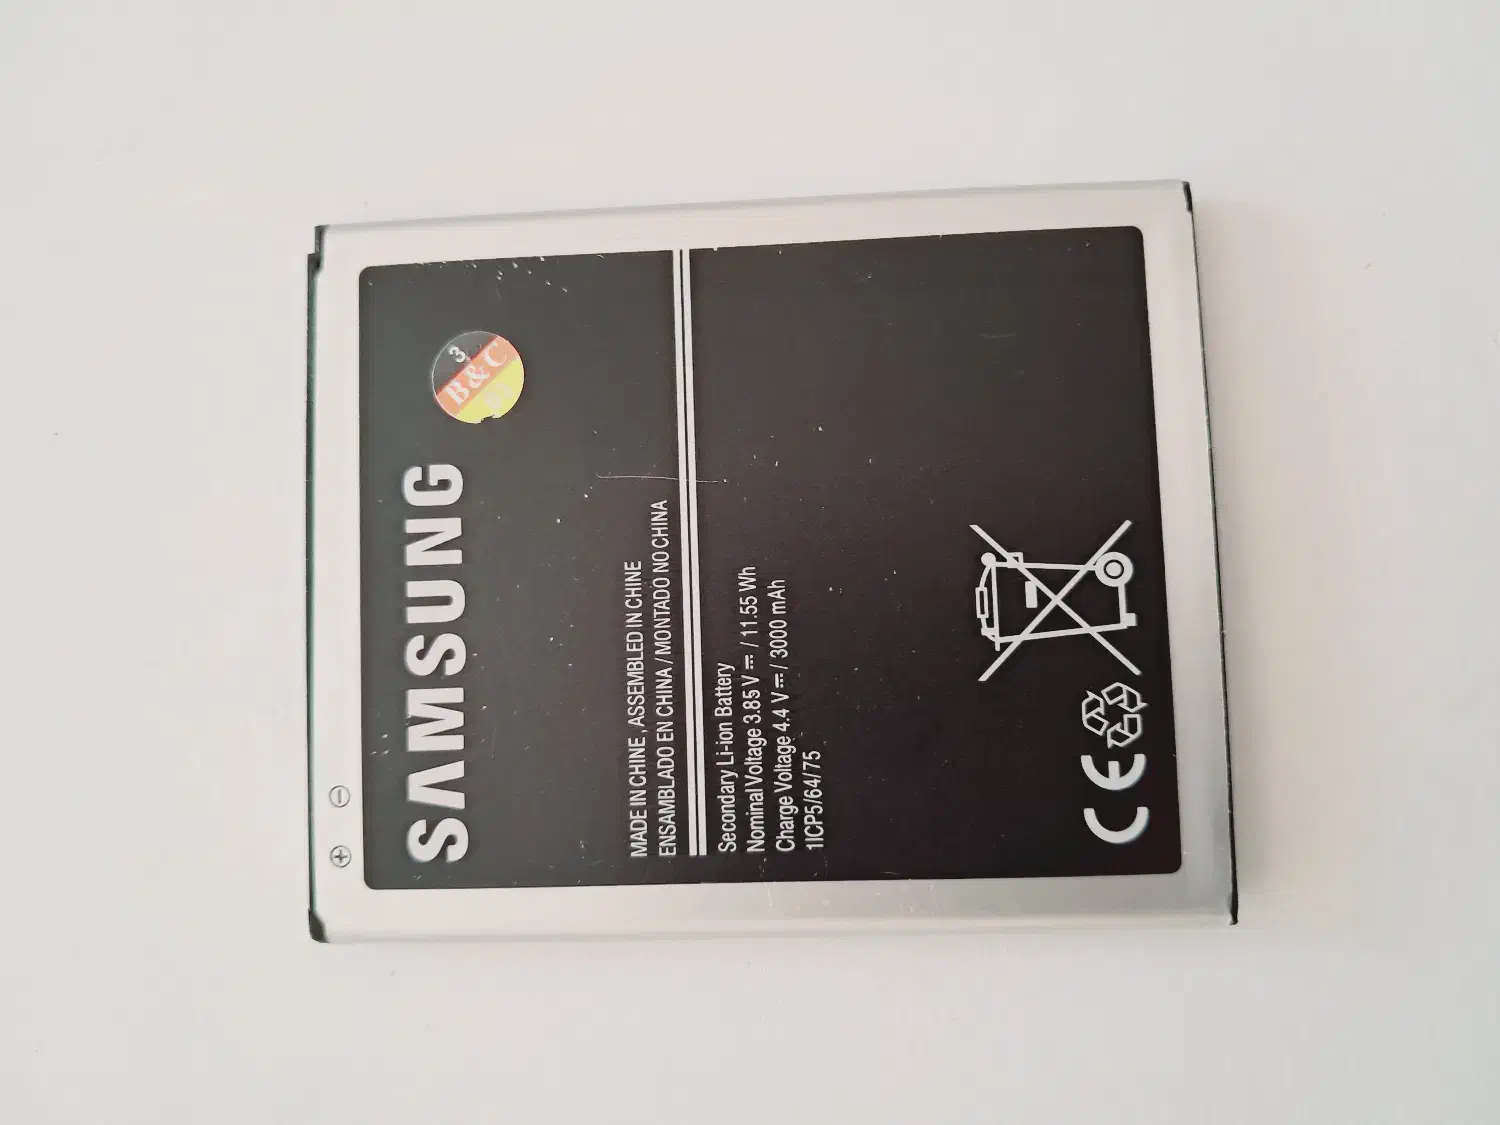 SAMSUNG
3
B&C
MADE IN CHINE, ASSEMBLED IN CHINE
ENSAMBLADO EN CHINA / MONTADO NO CHINA
Secondary Li-ion Battery
Nominal Voltage 3.85 V ⎓ / 11.55 Wh
Charge Voltage 4.4 V ⎓ / 3000 mAh
1ICP5/64/75
CE